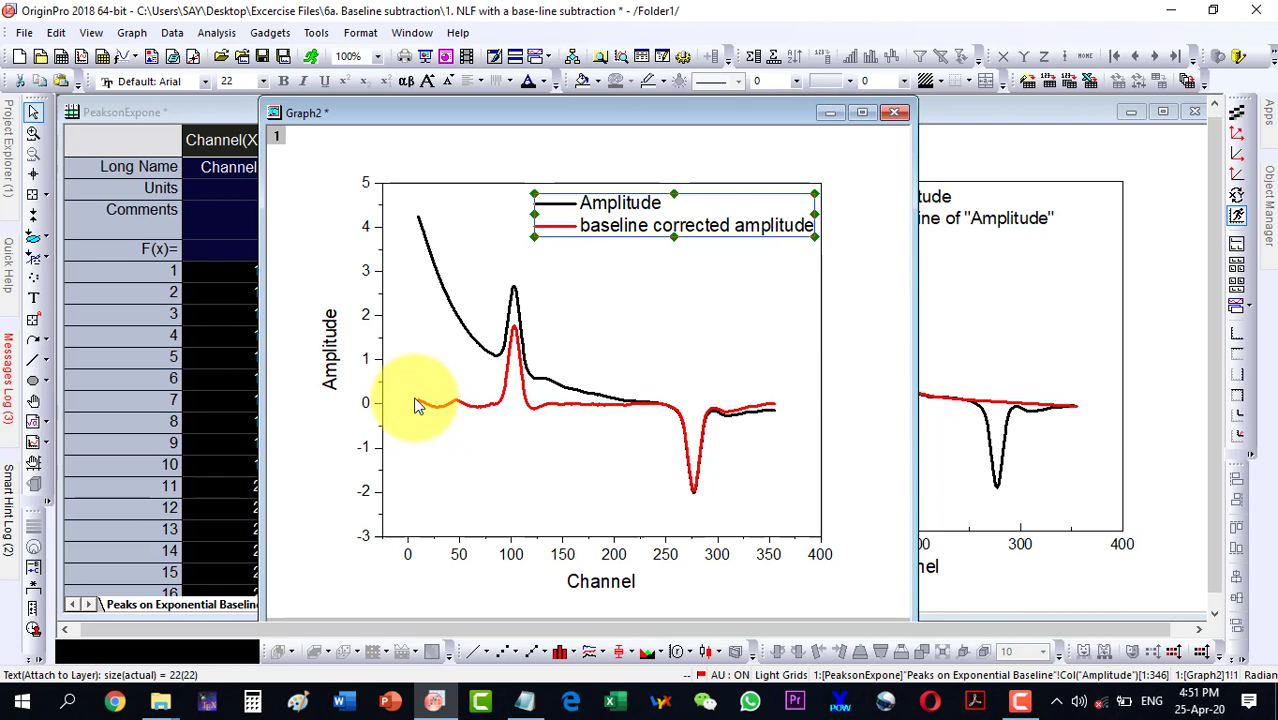 OriginPro 2018 64-bit - C:\Users\SAY\Desktop\Excercise Files\6a. Baseline subtraction\1. NLF with a base-line subtraction * - /Folder1/
File Edit View Graph Data Analysis Gadgets Tools Format Window Help
100%
Default: Arial 22 B I U αβ A A A 0 0
Project Explorer (1)
Quick Help
Messages Log (3)
Smart Hint Log (2)
PeaksonExpone *
Channel(X
Long Name Channel
Units
Comments
F(x)=
1
2
3
4
5
6
7
8
9
10
11
12
13
14
15
16
Peaks on Exponential Baseline
Graph2 *
1
Amplitude
baseline corrected amplitude
5
4
3
2
1
0
-1
-2
-3
Amplitude
0 50 100 150 200 250 300 350 400
Channel
ude
ine of "Amplitude"
300 400
nel
Apps
Object Manager
10
Text(Attach to Layer): size(actual) = 22(22)
AU : ON Light Grids 1:[PeaksonExpone]"Peaks on Exponential Baseline"!Col("Amplitude")[1:346] 1:[Graph2]1!1 Radian
4:51 PM
ENG
25-Apr-20